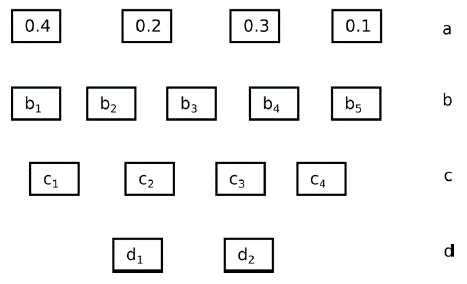 0.4 0.2 0.3 0.1 a
b₁ b₂ b₃ b₄ b₅ b
c₁ c₂ c₃ c₄ c
d₁ d₂ d